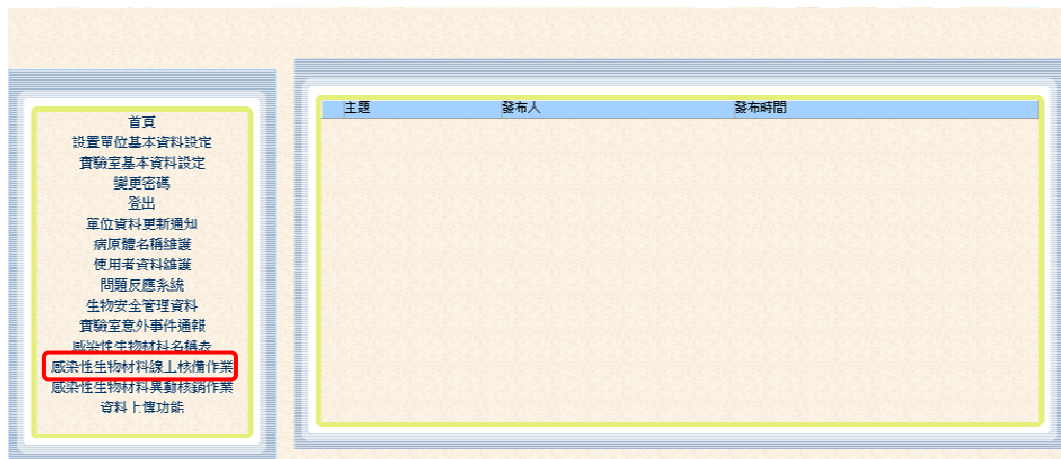 首頁
設置單位基本資料設定
實驗室基本資料設定
變更密碼
登出
單位資料更新通知
病原體名稱維護
使用者資料維護
問題反應系統
生物安全管理資料
實驗室意外事件通報
感染性生物材料名稱表
感染性生物材料線上核備作業
感染性生物材料異動核銷作業
資料上傳功能
主題 發布人 發布時間